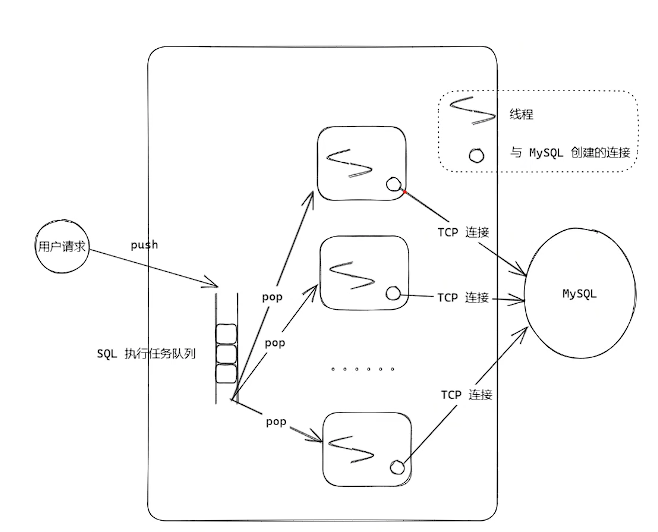 线程
与 MySQL 创建的连接
用户请求
push
TCP 连接
pop
TCP 连接
MySQL
pop
SQL 执行任务队列
TCP 连接
pop